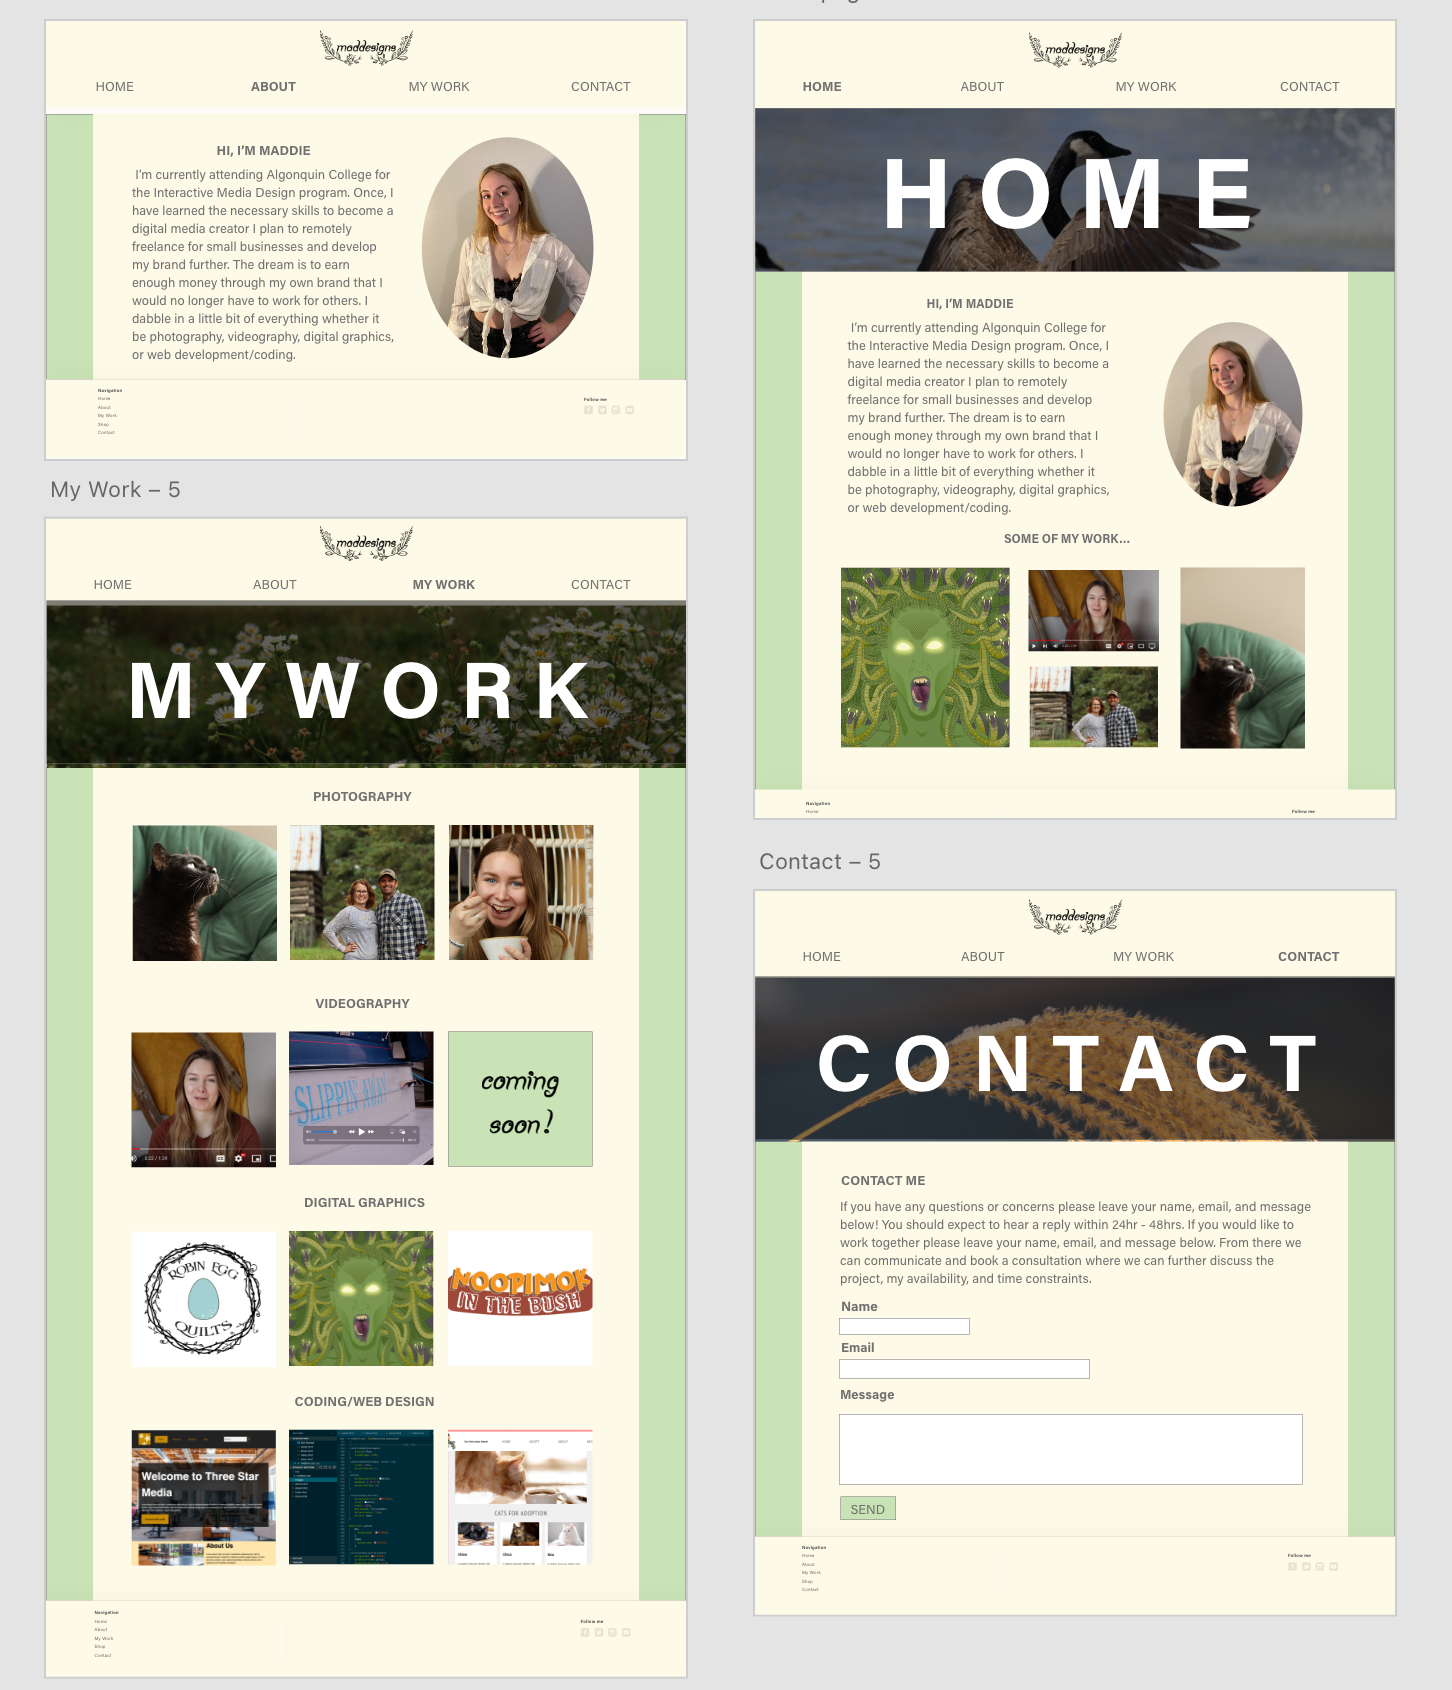 maddesigns
HOME ABOUT MY WORK CONTACT
HI, I'M MADDIE
I'm currently attending Algonquin College for
the Interactive Media Design program. Once, I
have learned the necessary skills to become a
digital media creator I plan to remotely
freelance for small businesses and develop
my brand further. The dream is to earn
enough money through my own brand that I
would no longer have to work for others. I
dabble in a little bit of everything whether it
be photography, videography, digital graphics,
or web development/coding.
Navigation
Home
About
My Work
Shop
Contact
Follow me
My Work – 5
maddesigns
HOME ABOUT MY WORK CONTACT
MY WORK
PHOTOGRAPHY
VIDEOGRAPHY
0:22 / 1:29
SLIPPIN' AWAY
coming
soon!
DIGITAL GRAPHICS
ROBIN EGG
QUILTS
NOOPIMOK
IN THE BUSH
CODING/WEB DESIGN
Welcome to Three Star
Media
About Us
HOME ADOPT ABOUT
CATS FOR ADOPTION
Navigation
Home
About
My Work
Shop
Contact
Follow me
maddesigns
HOME ABOUT MY WORK CONTACT
HOME
HI, I'M MADDIE
I'm currently attending Algonquin College for
the Interactive Media Design program. Once, I
have learned the necessary skills to become a
digital media creator I plan to remotely
freelance for small businesses and develop
my brand further. The dream is to earn
enough money through my own brand that I
would no longer have to work for others. I
dabble in a little bit of everything whether it
be photography, videography, digital graphics,
or web development/coding.
SOME OF MY WORK...
Navigation
Home
Follow me
Contact – 5
maddesigns
HOME ABOUT MY WORK CONTACT
CONTACT
CONTACT ME
If you have any questions or concerns please leave your name, email, and message
below! You should expect to hear a reply within 24hr - 48hrs. If you would like to
work together please leave your name, email, and message below. From there we
can communicate and book a consultation where we can further discuss the
project, my availability, and time constraints.
Name
Email
Message
SEND
Navigation
Home
About
My Work
Shop
Contact
Follow me